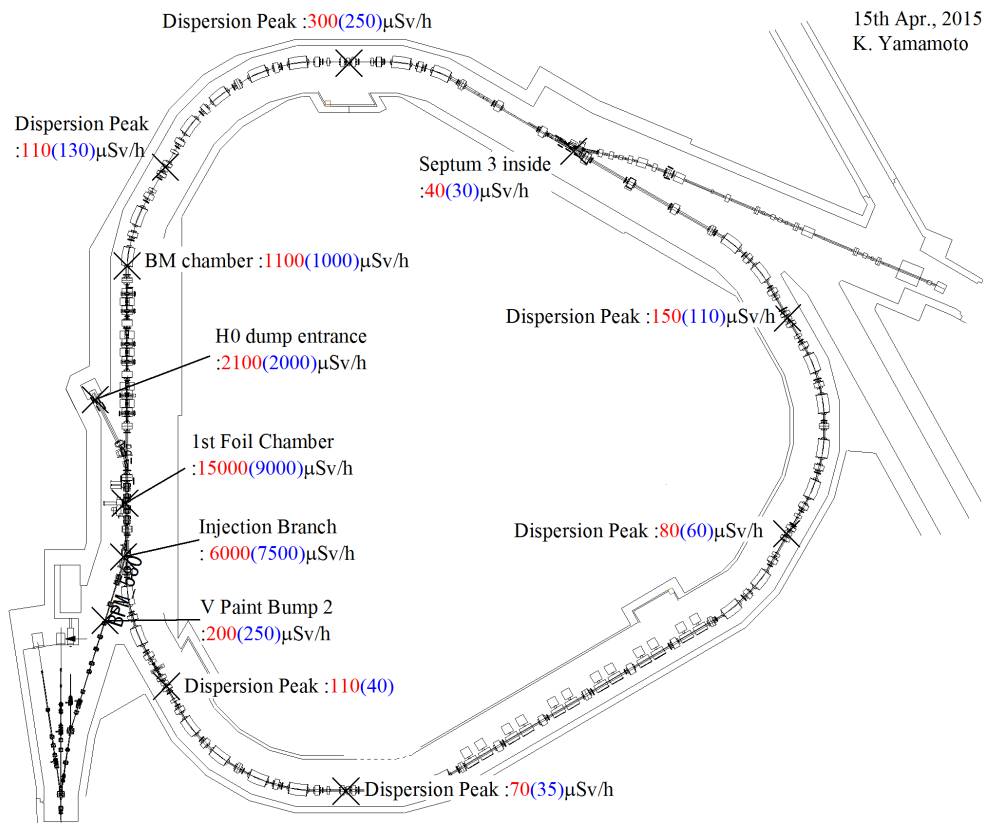 Dispersion Peak :300(250)μSv/h
15th Apr., 2015
K. Yamamoto
Dispersion Peak
:110(130)μSv/h
Septum 3 inside
:40(30)μSv/h
BM chamber :1100(1000)μSv/h
Dispersion Peak :150(110)μSv/h
H0 dump entrance
:2100(2000)μSv/h
1st Foil Chamber
:15000(9000)μSv/h
Injection Branch
: 6000(7500)μSv/h
Dispersion Peak :80(60)μSv/h
V Paint Bump 2
:200(250)μSv/h
Dispersion Peak :110(40)
Dispersion Peak :70(35)μSv/h